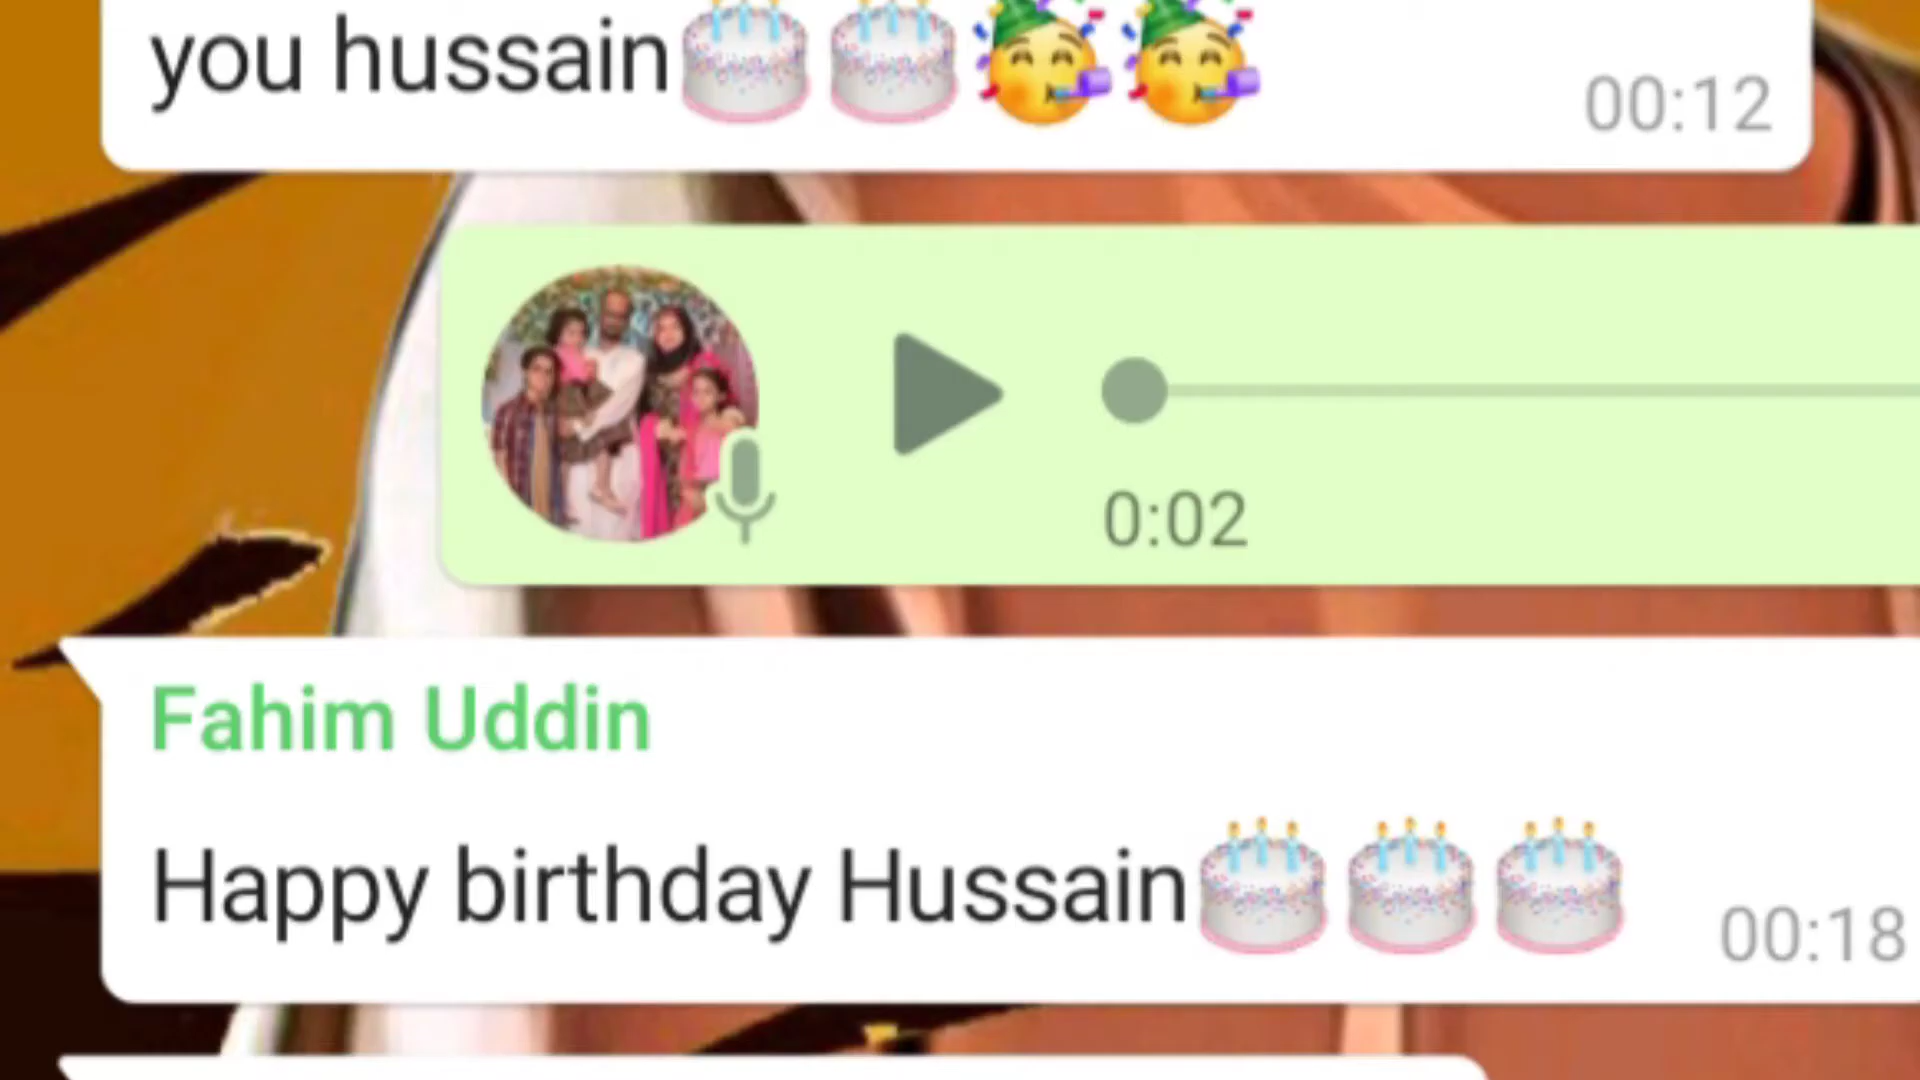 you hussain🎂🎂🥳🥳
00:12
0:02
Fahim Uddin
Happy birthday Hussain🎂🎂🎂
00:18